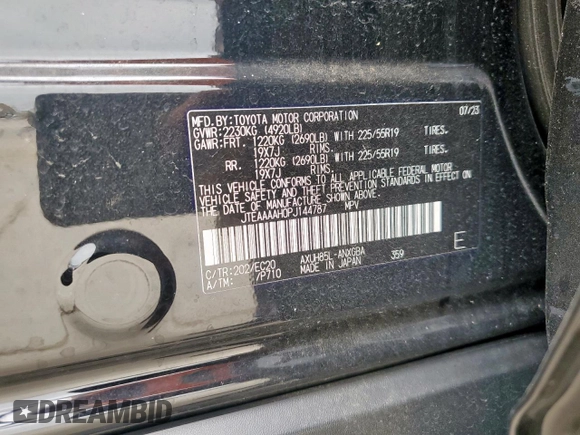 MFD. BY:TOYOTA MOTOR CORPORATION 07/23
GVWR:2230KG (4920LB)
GAWR:FRT. 1220KG (2690LB) WITH 225/55R19 TIRES,
19X7J RIMS,
RR. 1220KG (2690LB) WITH 225/55R19 TIRES,
19X7J RIMS,
THIS VEHICLE CONFORMS TO ALL APPLICABLE FEDERAL MOTOR
VEHICLE SAFETY AND THEFT PREVENTION STANDARDS IN EFFECT
ON THE DATE OF MANUFACTURE SHOWN ABOVE.
JTEAAAAH0PJ144787 MPV
E
C/TR:202/EC20 AXUH85L-ANXGBA 359
A/TM: -/P710 MADE IN JAPAN
DREAMBID